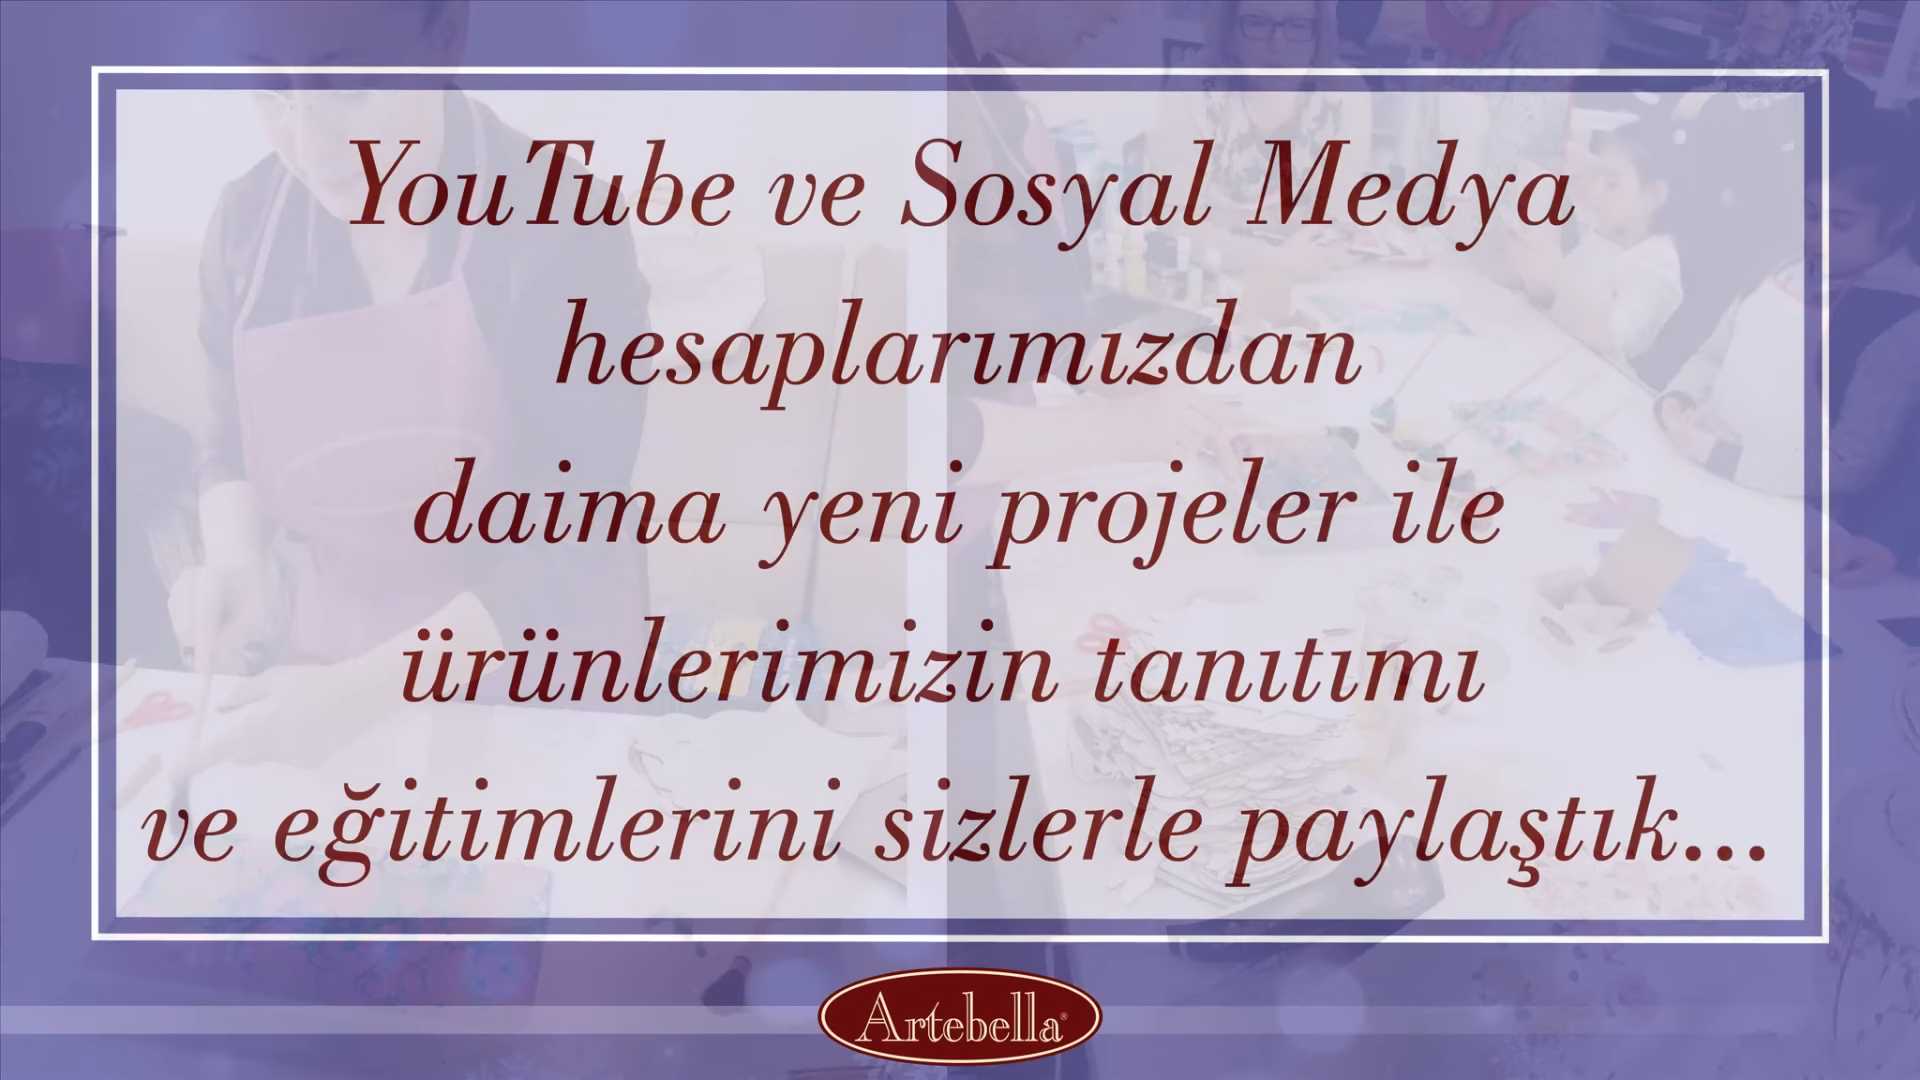 YouTube ve Sosyal Medya
hesaplarımızdan
daima yeni projeler ile
ürünlerimizin tanıtımı
ve eğitimlerini sizlerle paylaştık...
Artebella®